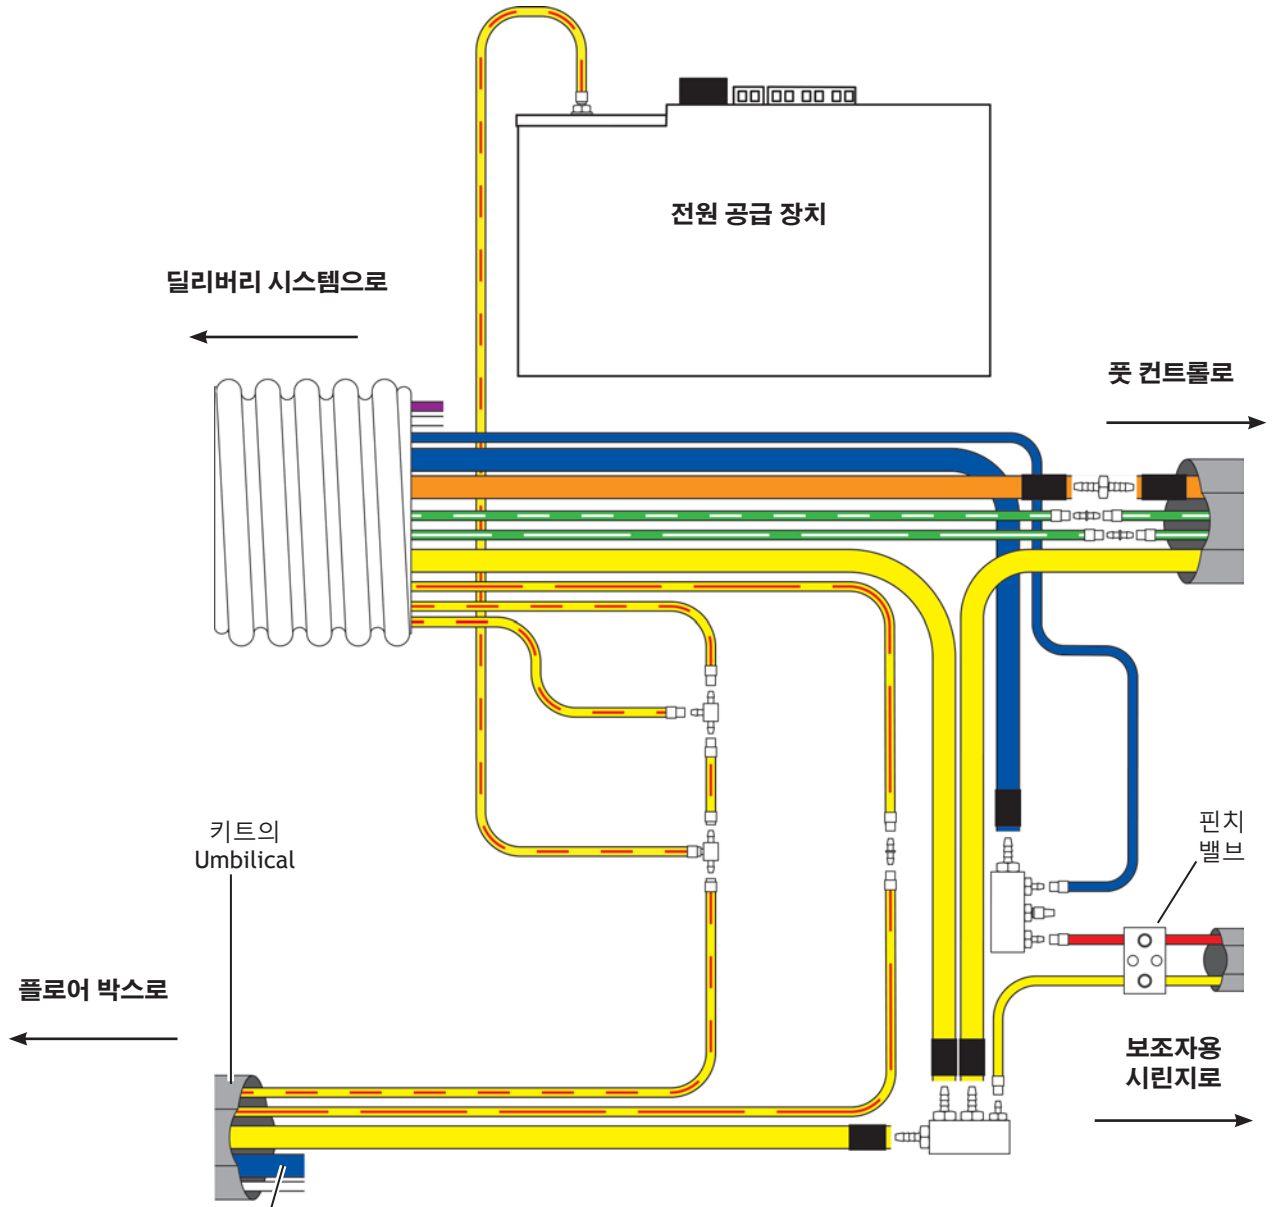 전원 공급 장치
딜리버리 시스템으로
풋 컨트롤로
키트의
Umbilical
핀치
밸브
플로어 박스로
보조자용
시린지로